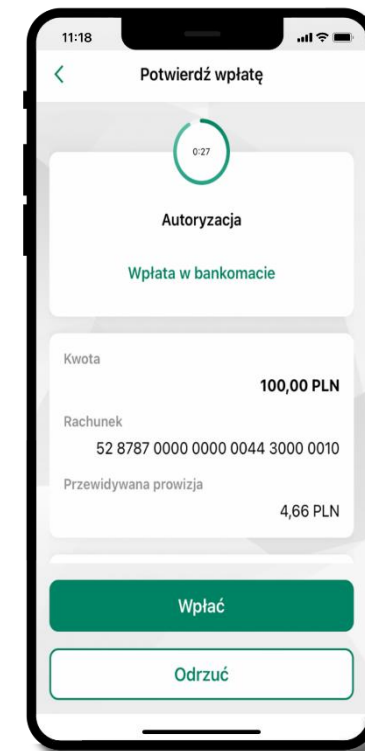 11:18
Potwierdź wpłatę
0:27
Autoryzacja
Wpłata w bankomacie
Kwota
100,00 PLN
Rachunek
52 8787 0000 0000 0044 3000 0010
Przewidywana prowizja
4,66 PLN
Wpłać
Odrzuć